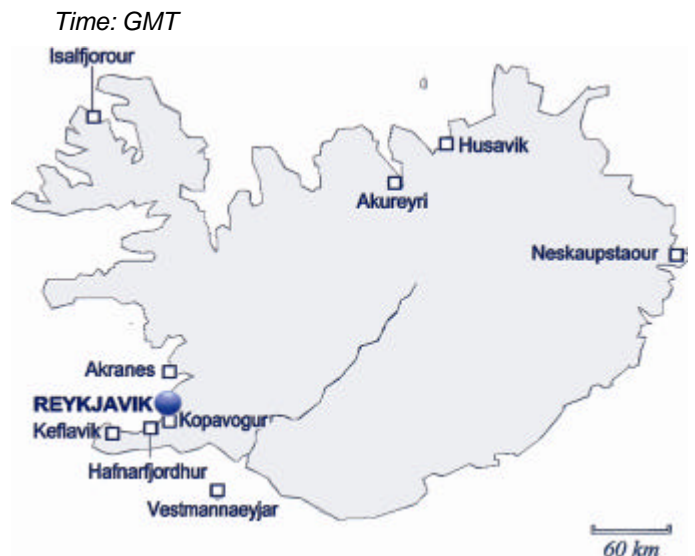 Time: GMT
Isalfjorour
Husavik
Akureyri
Neskaupstaour
Akranes
REYKJAVIK
Kopavogur
Keflavik
Hafnarfjordhur
Vestmannaeyjar
60 km